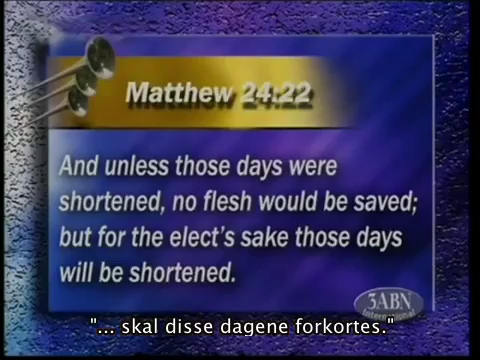 Matthew 24:22
And unless those days were
shortened, no flesh would be saved;
but for the elect's sake those days
will be shortened.
3ABN
International
"... skal disse dagene forkortes."